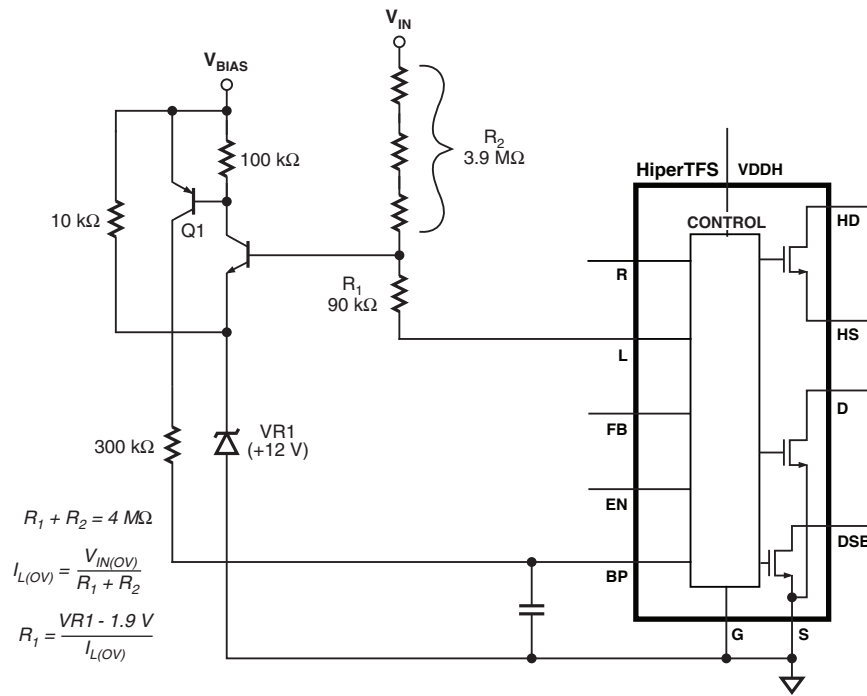 V_IN
V_BIAS
R_2
3.9 MΩ
100 kΩ
10 kΩ
Q1
R_1
90 kΩ
300 kΩ
VR1
(+12 V)
HiperTFS
VDDH
CONTROL
HD
R
HS
L
D
FB
EN
DSB
BP
G
S
R_1 + R_2 = 4 MΩ
I_L(OV) = V_IN(OV) / R_1 + R_2
R_1 = VR1 - 1.9 V / I_L(OV)